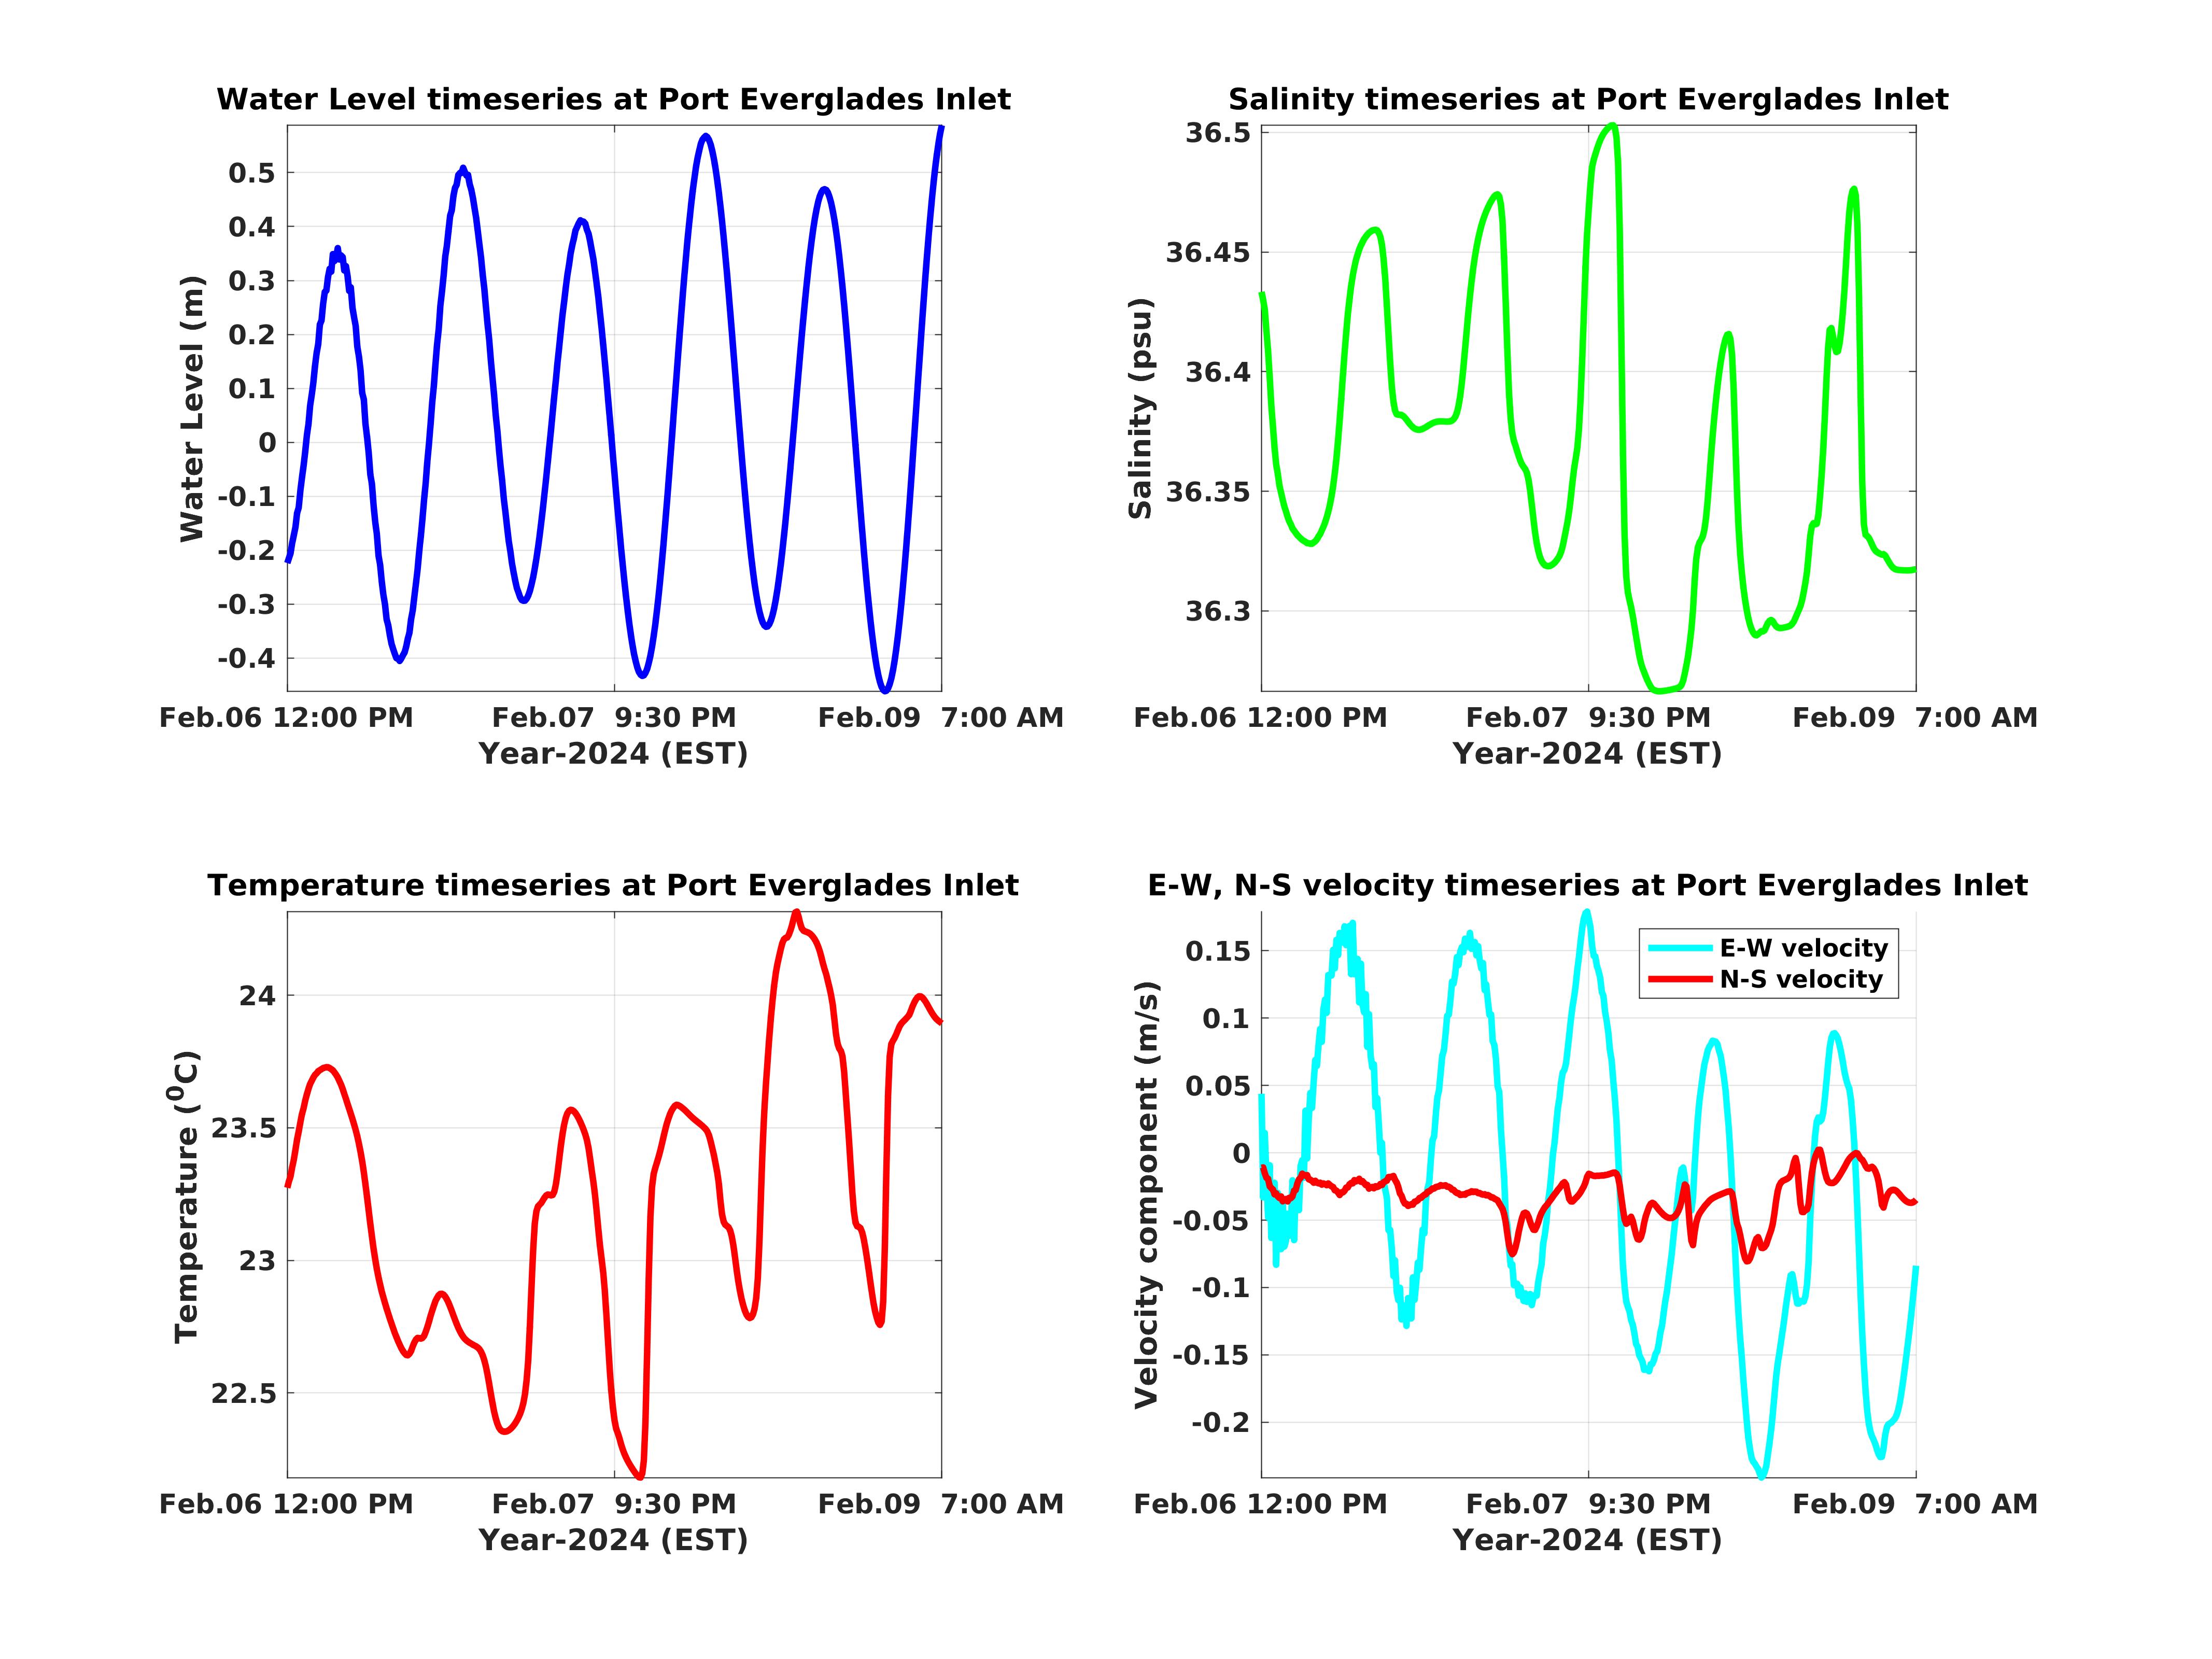 Water Level timeseries at Port Everglades Inlet
Water Level (m)
0.5
0.4
0.3
0.2
0.1
0
-0.1
-0.2
-0.3
-0.4
Feb.06 12:00 PM Feb.07 9:30 PM Feb.09 7:00 AM
Year-2024 (EST)
Salinity timeseries at Port Everglades Inlet
Salinity (psu)
36.5
36.45
36.4
36.35
36.3
Feb.06 12:00 PM Feb.07 9:30 PM Feb.09 7:00 AM
Year-2024 (EST)
Temperature timeseries at Port Everglades Inlet
Temperature (⁰C)
24
23.5
23
22.5
Feb.06 12:00 PM Feb.07 9:30 PM Feb.09 7:00 AM
Year-2024 (EST)
E-W, N-S velocity timeseries at Port Everglades Inlet
Velocity component (m/s)
0.15
0.1
0.05
0
-0.05
-0.1
-0.15
-0.2
E-W velocity
N-S velocity
Feb.06 12:00 PM Feb.07 9:30 PM Feb.09 7:00 AM
Year-2024 (EST)